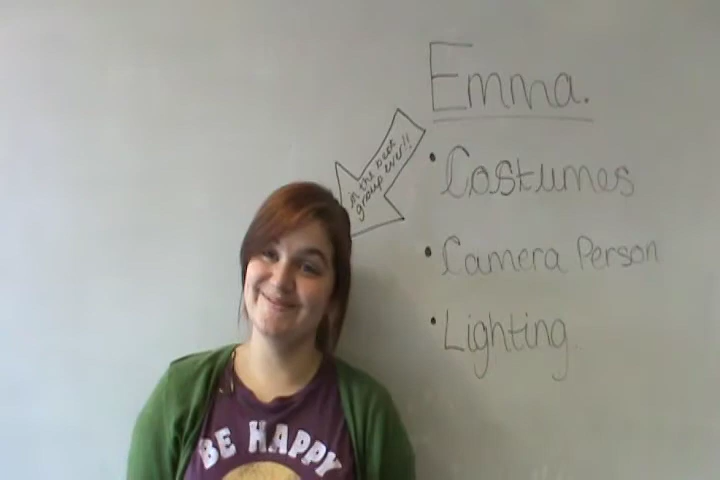 Emma.
in the best
group ever!!
• Costumes
• Camera Person
• Lighting.
BE HAPPY